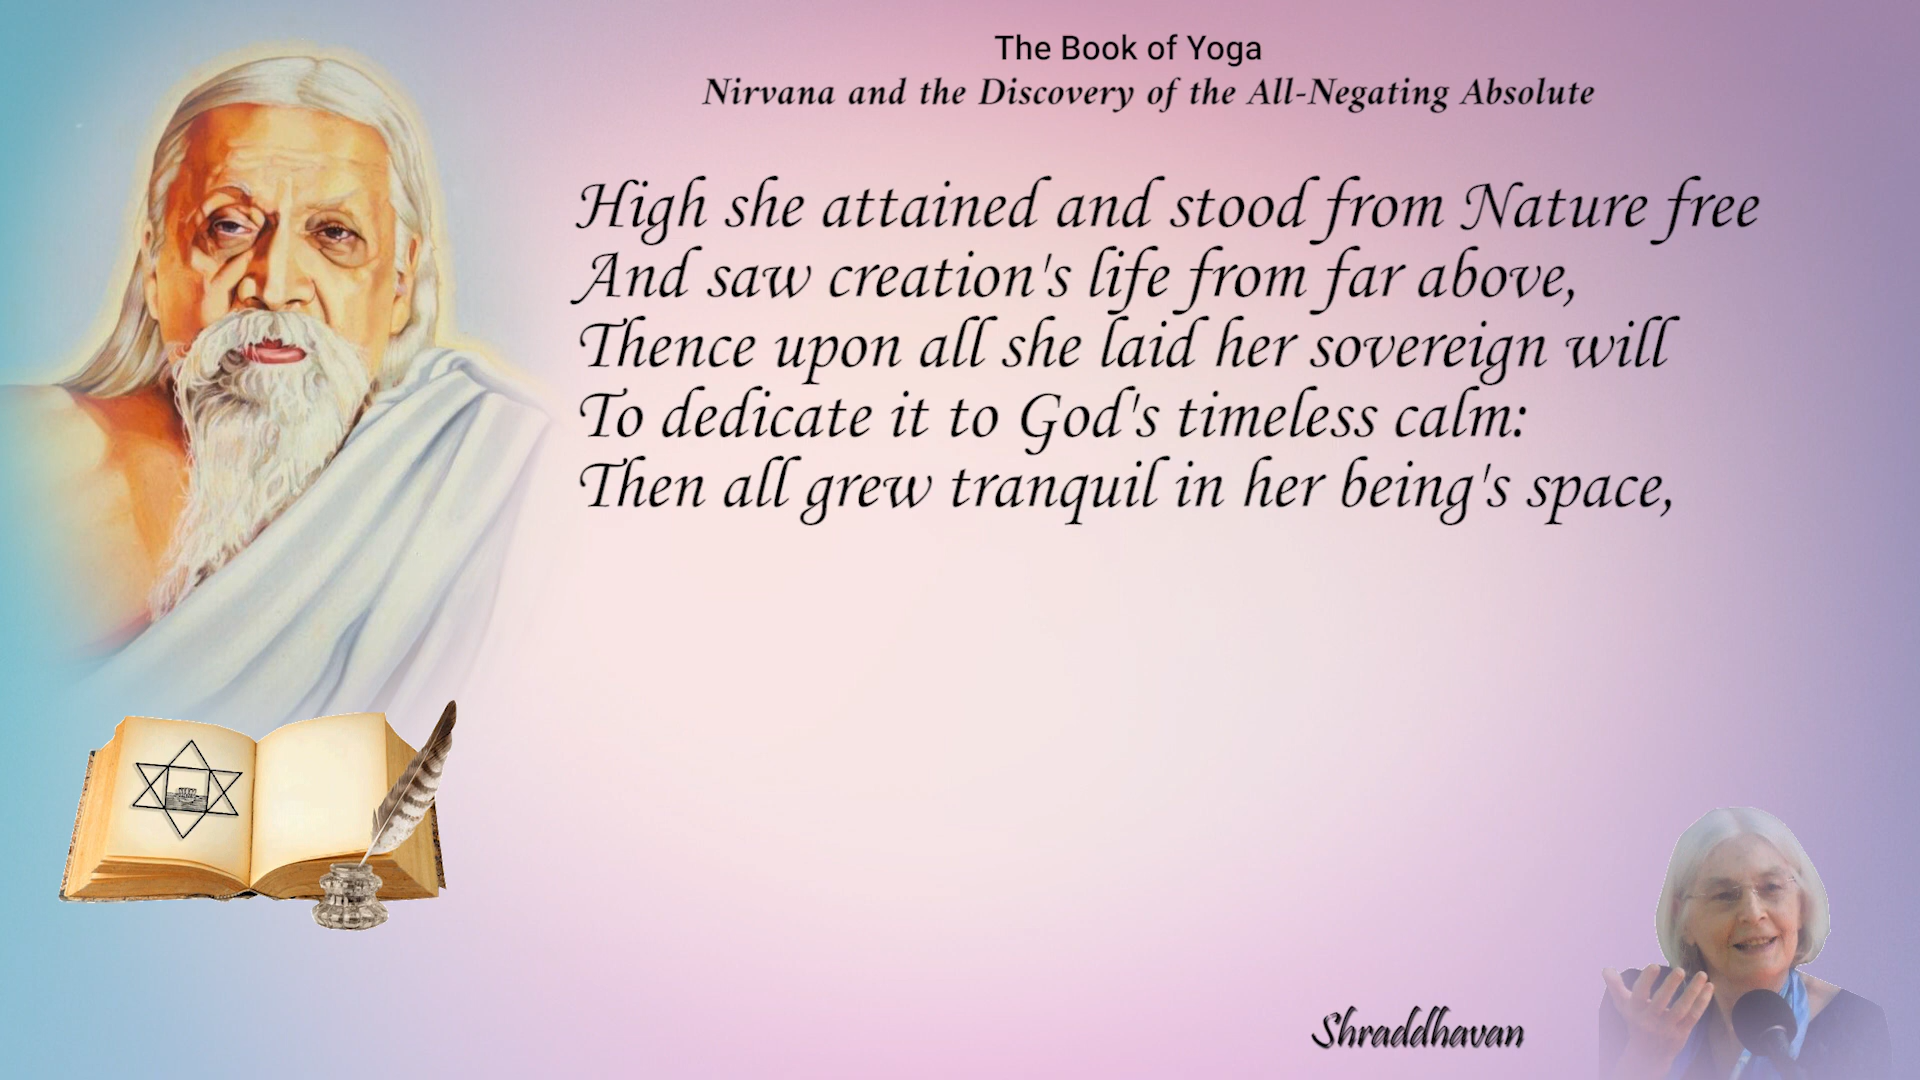 The Book of Yoga
Nirvana and the Discovery of the All-Negating Absolute
High she attained and stood from Nature free
And saw creation's life from far above,
Thence upon all she laid her sovereign will
To dedicate it to God's timeless calm:
Then all grew tranquil in her being's space,
Shraddhavan